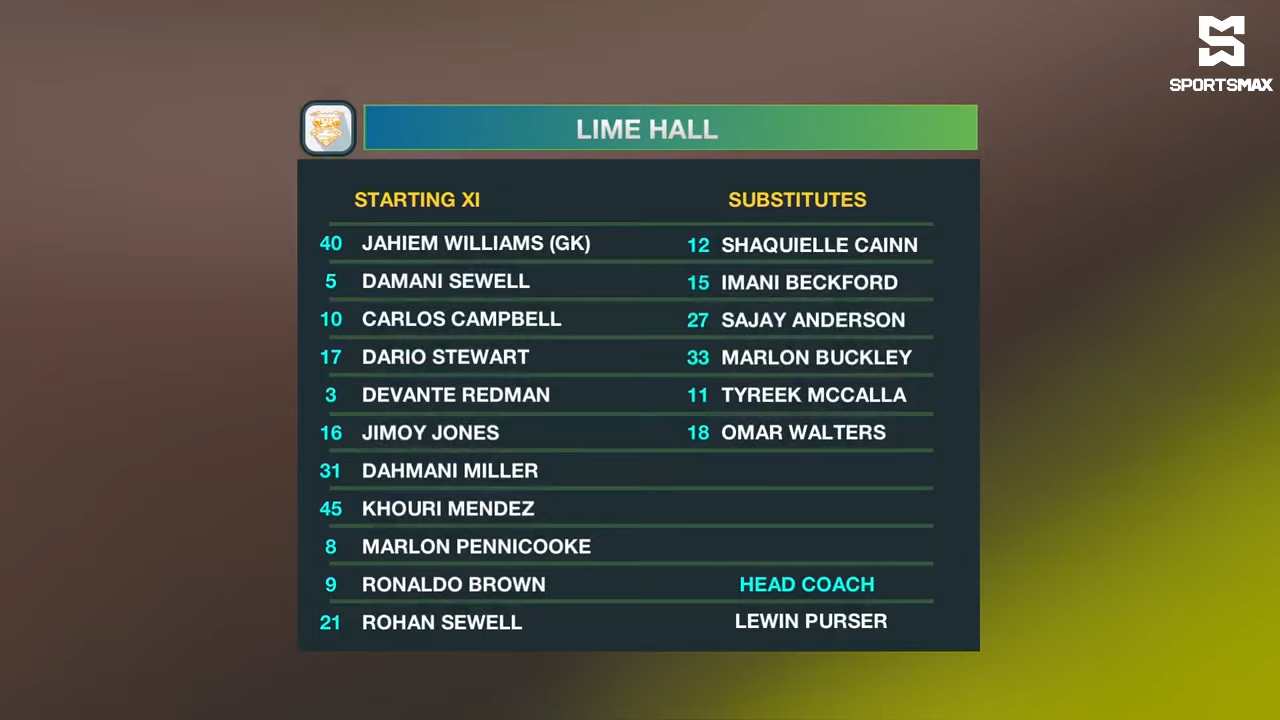 SPORTSMAX
LIME HALL
STARTING XI
40 JAHIEM WILLIAMS (GK)
5 DAMANI SEWELL
10 CARLOS CAMPBELL
17 DARIO STEWART
3 DEVANTE REDMAN
16 JIMOY JONES
31 DAHMANI MILLER
45 KHOURI MENDEZ
8 MARLON PENNICOOKE
9 RONALDO BROWN
21 ROHAN SEWELL
SUBSTITUTES
12 SHAQUIELLE CAINN
15 IMANI BECKFORD
27 SAJAY ANDERSON
33 MARLON BUCKLEY
11 TYREEK MCCALLA
18 OMAR WALTERS
HEAD COACH
LEWIN PURSER